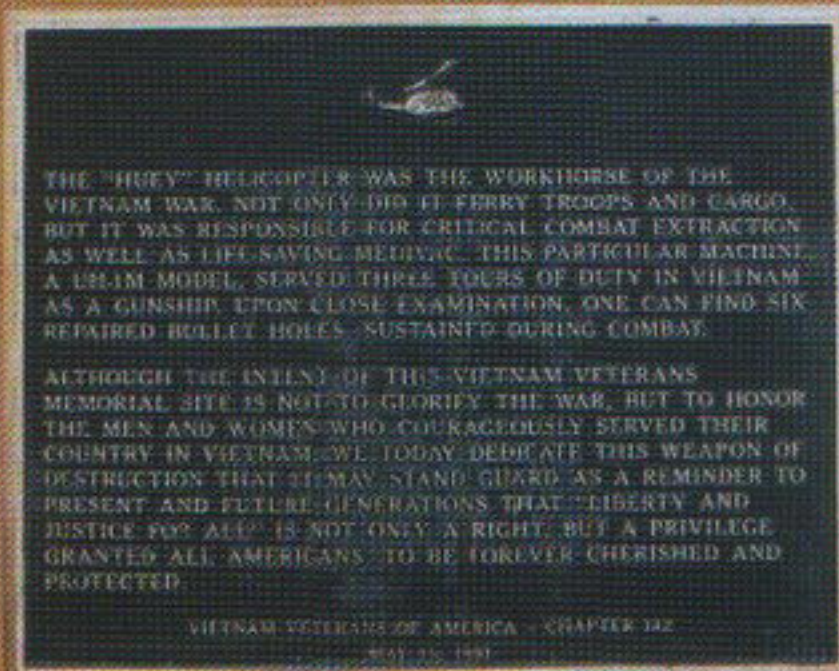 THE "HUEY" HELICOPTER WAS THE WORKHORSE OF THE
VIETNAM WAR. NOT ONLY DID IT FERRY TROOPS AND CARGO,
BUT IT WAS RESPONSIBLE FOR CRITICAL COMBAT EXTRACTION
AS WELL AS LIFE-SAVING MEDIVAC. THIS PARTICULAR MACHINE,
A UH-1M MODEL, SERVED THREE TOURS OF DUTY IN VIETNAM
AS A GUNSHIP. UPON CLOSE EXAMINATION, ONE CAN FIND SIX
REPAIRED BULLET HOLES SUSTAINED DURING COMBAT.
ALTHOUGH THE INTENT OF THIS VIETNAM VETERANS
MEMORIAL SITE IS NOT TO GLORIFY THE WAR, BUT TO HONOR
THE MEN AND WOMEN WHO COURAGEOUSLY SERVED THEIR
COUNTRY IN VIETNAM, WE TODAY DEDICATE THIS WEAPON OF
DESTRUCTION THAT IT MAY STAND GUARD AS A REMINDER TO
PRESENT AND FUTURE GENERATIONS THAT "LIBERTY AND
JUSTICE FOR ALL" IS NOT ONLY A RIGHT, BUT A PRIVILEGE
GRANTED ALL AMERICANS TO BE FOREVER CHERISHED AND
PROTECTED.
VIETNAM VETERANS OF AMERICA - CHAPTER
MAY